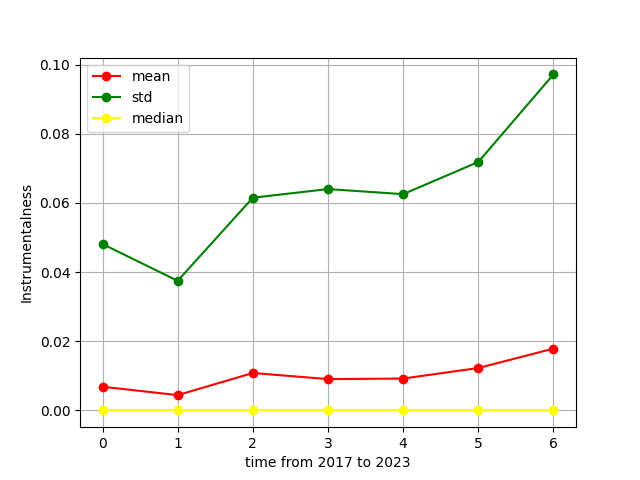 0.10
0.08
0.06
0.04
0.02
0.00
Instrumentalness
mean
std
median
0 1 2 3 4 5 6
time from 2017 to 2023